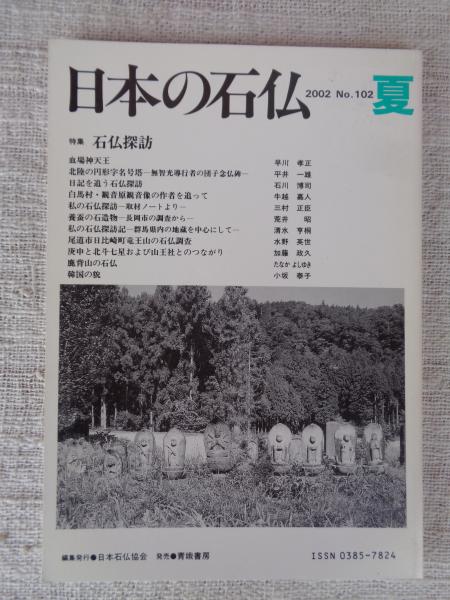 日本の石仏 2002 No.102 夏
特集 石仏探訪
血場神天王 早川 孝正
北陸の円形字名号塔―無智光導行者の団子念仏碑― 平井 一雄
日記を追う石仏探訪 石川 博司
白馬村・観音原観音像の作者を追って 牛越 嘉人
私の石仏探訪―取材ノートより― 三村 正臣
養蚕の石造物―長岡市の調査から― 荒井 昭
私の石仏探訪記―群馬県内の地蔵を中心にして― 清水 亨桐
尾道市日比崎町竜王山の石仏調査 水野 英世
庚申と北斗七星および山王社とのつながり 加藤 政久
鹿背山の石仏 たなか よしゆき
韓国の貌 小坂 泰子
編集発行●日本石仏協会 発売●青娥書房 ISSN 0385-7824